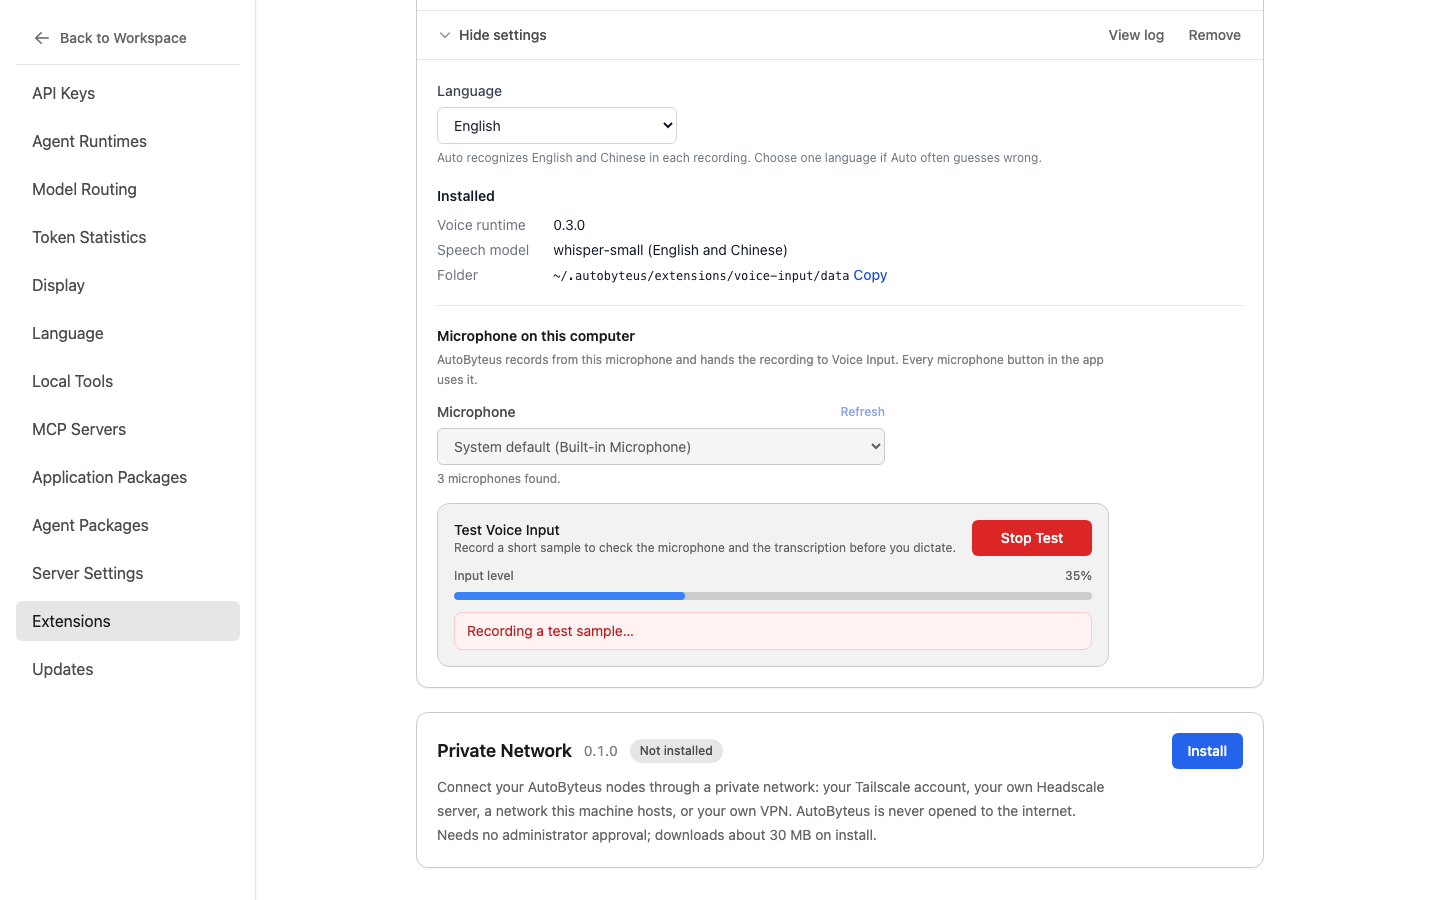 Back to Workspace
API Keys
Agent Runtimes
Model Routing
Token Statistics
Display
Language
Local Tools
MCP Servers
Application Packages
Agent Packages
Server Settings
Extensions
Updates
Hide settings
View log
Remove
Language
English
Auto recognizes English and Chinese in each recording. Choose one language if Auto often guesses wrong.
Installed
Voice runtime 0.3.0
Speech model whisper-small (English and Chinese)
Folder ~/.autobyteus/extensions/voice-input/data Copy
Microphone on this computer
AutoByteus records from this microphone and hands the recording to Voice Input. Every microphone button in the app
uses it.
Microphone
Refresh
System default (Built-in Microphone)
3 microphones found.
Test Voice Input
Record a short sample to check the microphone and the transcription before you dictate.
Stop Test
Input level
35%
Recording a test sample...
Private Network 0.1.0 Not installed
Install
Connect your AutoByteus nodes through a private network: your Tailscale account, your own Headscale
server, a network this machine hosts, or your own VPN. AutoByteus is never opened to the internet.
Needs no administrator approval; downloads about 30 MB on install.